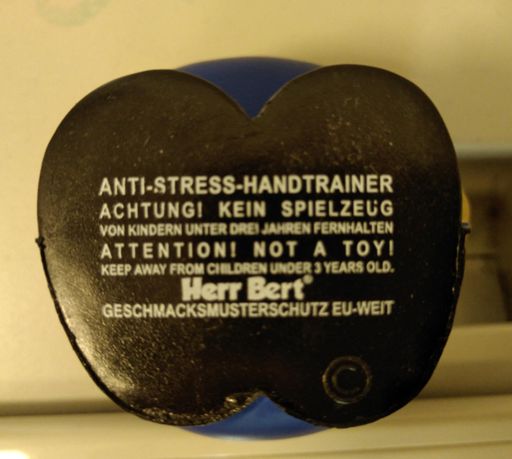 ANTI-STRESS-HANDTRAINER
ACHTUNG! KEIN SPIELZEUG
VON KINDERN UNTER DREI JAHREN FERNHALTEN
ATTENTION! NOT A TOY!
KEEP AWAY FROM CHILDREN UNDER 3 YEARS OLD.
Herr Bert®
GESCHMACKSMUSTERSCHUTZ EU-WEIT
©